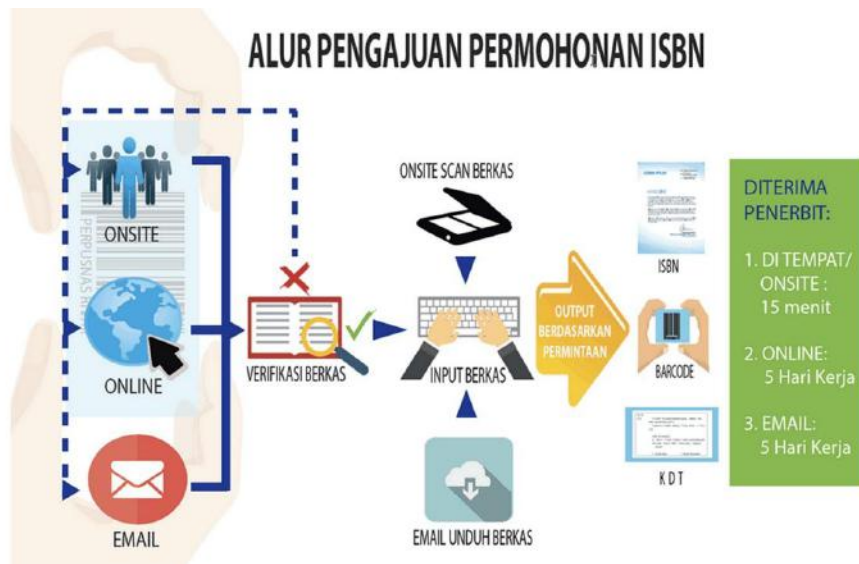 ALUR PENGAJUAN PERMOHONAN ISBN
ONSITE
PERPUSNAS
ONLINE
EMAIL
VERIFIKASI BERKAS
ONSITE SCAN BERKAS
INPUT BERKAS
EMAIL UNDUH BERKAS
OUTPUT
BERDASARKAN
PERMINTAAN
ISBN
BARCODE
K D T
DITERIMA
PENERBIT:
1. DI TEMPAT/
ONSITE :
15 menit
2. ONLINE:
5 Hari Kerja
3. EMAIL:
5 Hari Kerja